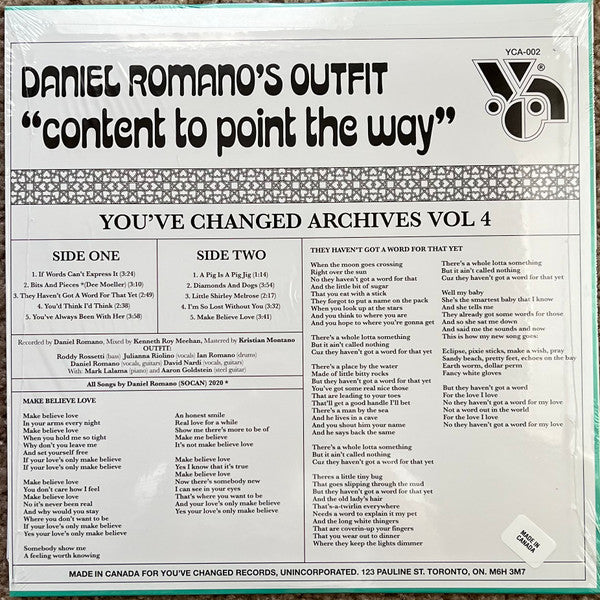 YCA-002
DANIEL ROMANO'S OUTFIT
"content to point the way"
YOU'VE CHANGED ARCHIVES VOL 4
SIDE ONE
1. If Words Can't Express It (3:24)
2. Bits And Pieces *(Dee Moeller) (3:10)
3. They Haven't Got A Word For That Yet (2:49)
4. You'd Think I'd Think (2:38)
5. You've Always Been With Her (3:58)
SIDE TWO
1. A Pig Is A Pig Jig (1:14)
2. Diamonds And Dogs (3:54)
3. Little Shirley Melrose (2:17)
4. I'm So Lost Without You (3:32)
5. Make Believe Love (3:41)
Recorded by Daniel Romano, Mixed by Kenneth Roy Meehan, Mastered by Kristian Montano
OUTFIT:
Roddy Rossetti (bass) Julianna Riolino (vocals) Ian Romano (drums)
Daniel Romano (vocals, guitars) David Nardi (vocals, guitars)
With: Mark Lalama (piano) and Aaron Goldstein (steel guitar)
All Songs by Daniel Romano (SOCAN) 2020 *
MAKE BELIEVE LOVE
Make believe love
In your arms every night
Make believe love
When you hold me so tight
Why don't you leave me
And set yourself free
If your love's only make believe
If your love's only make believe
Make believe love
You don't care how I feel
Make believe love
No it's never been real
And why would you stay
Where you don't want to be
If your love's only make believe
If your love's only make believe
Somebody show me
A feeling worth knowing
An honest smile
Real love for a while
Show me there's more to be of
Make me believe
It's not make believe love
Make believe love
Yes I know that it's true
Make believe love
Now there's somebody new
I can see in your eyes
That's where you want to be
And your love's only make believe
Yes your love's only make believe
THEY HAVEN'T GOT A WORD FOR THAT YET
When the moon goes crossing
Right over the sun
No they haven't got a word for that
And the little bit of sugar
That you eat with a stick
They forgot to put a name on the pack
When you look up at the stars
And you think to where you are
And you hope to where you're gonna get
There's a whole lotta something
But it ain't called nothing
Cuz they haven't got a word for that yet
There's a place by the water
Made of little bitty rocks
But they haven't got a word for that yet
You've got some real nice those
That are leading to your toes
That'll get a good handle I'll bet
There's a man by the sea
And he lives in a cave
And you shout him your name
And he says back the same
There's a whole lotta something
But it ain't called nothing
Cuz they haven't got a word for that yet
Theres a little tiny bug
That goes slipping through the mud
But they haven't got a word for that yet
And the old lady's hair
That's-a-twirlin everywhere
Needs a word to explain it my pet
And the long white thingers
That are coverin-up your fingers
That you wear out to dinner
Where they keep the lights dimmer
There's a whole lotta something
But it ain't called nothing
Cuz they haven't got a word for that yet
Well my baby
She's the smartest baby that I know
And she tells me
They already got some words for those
And so she sat me down
And said me the sounds and now
This is how my new song goes
Eclipse, pixie sticks, make a wish, pray
Sandy beach, pretty feet, echoes on the bay
Earth worm, dollar perm
Fancy white gloves
But they haven't got a word
For the love I love
No they haven't got a word for my love
Not a word out in the world
For the love I love
No they haven't got a word for my love
MADE IN
CANADA
MADE IN CANADA FOR YOU'VE CHANGED RECORDS, UNINCORPORATED. 123 PAULINE ST. TORONTO, ON. M6H 3M7